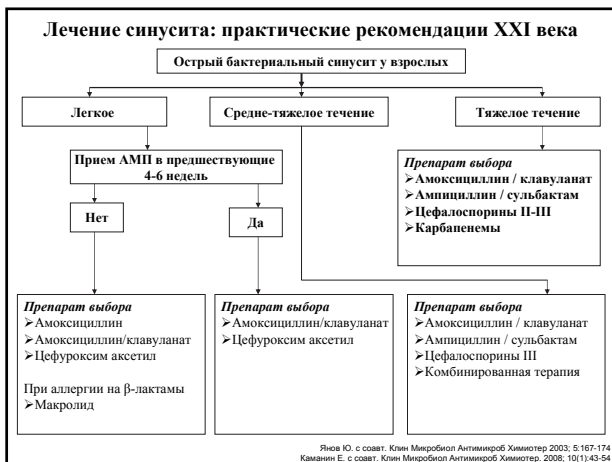 Лечение синусита: практические рекомендации XXI века
Острый бактериальный синусит у взрослых
Легкое
Средне-тяжелое течение
Тяжелое течение
Прием АМП в предшествующие
4-6 недель
Нет
Да
Препарат выбора
➢Амоксициллин / клавуланат
➢Ампициллин / сульбактам
➢Цефалоспорины II-III
➢Карбапенемы
Препарат выбора
➢Амоксициллин
➢Амоксициллин/клавуланат
➢Цефуроксим аксетил
При аллергии на β-лактамы
➢Макролид
Препарат выбора
➢Амоксициллин/клавуланат
➢Цефуроксим аксетил
Препарат выбора
➢Амоксициллин / клавуланат
➢Ампициллин / сульбактам
➢Цефалоспорины III
➢Комбинированная терапия
Янов Ю. с соавт. Клин Микробиол Антимикроб Химиотер 2003; 5:167-174
Каманин Е. с соавт. Клин Микробиол Антимикроб Химиотер. 2008; 10(1):43-54